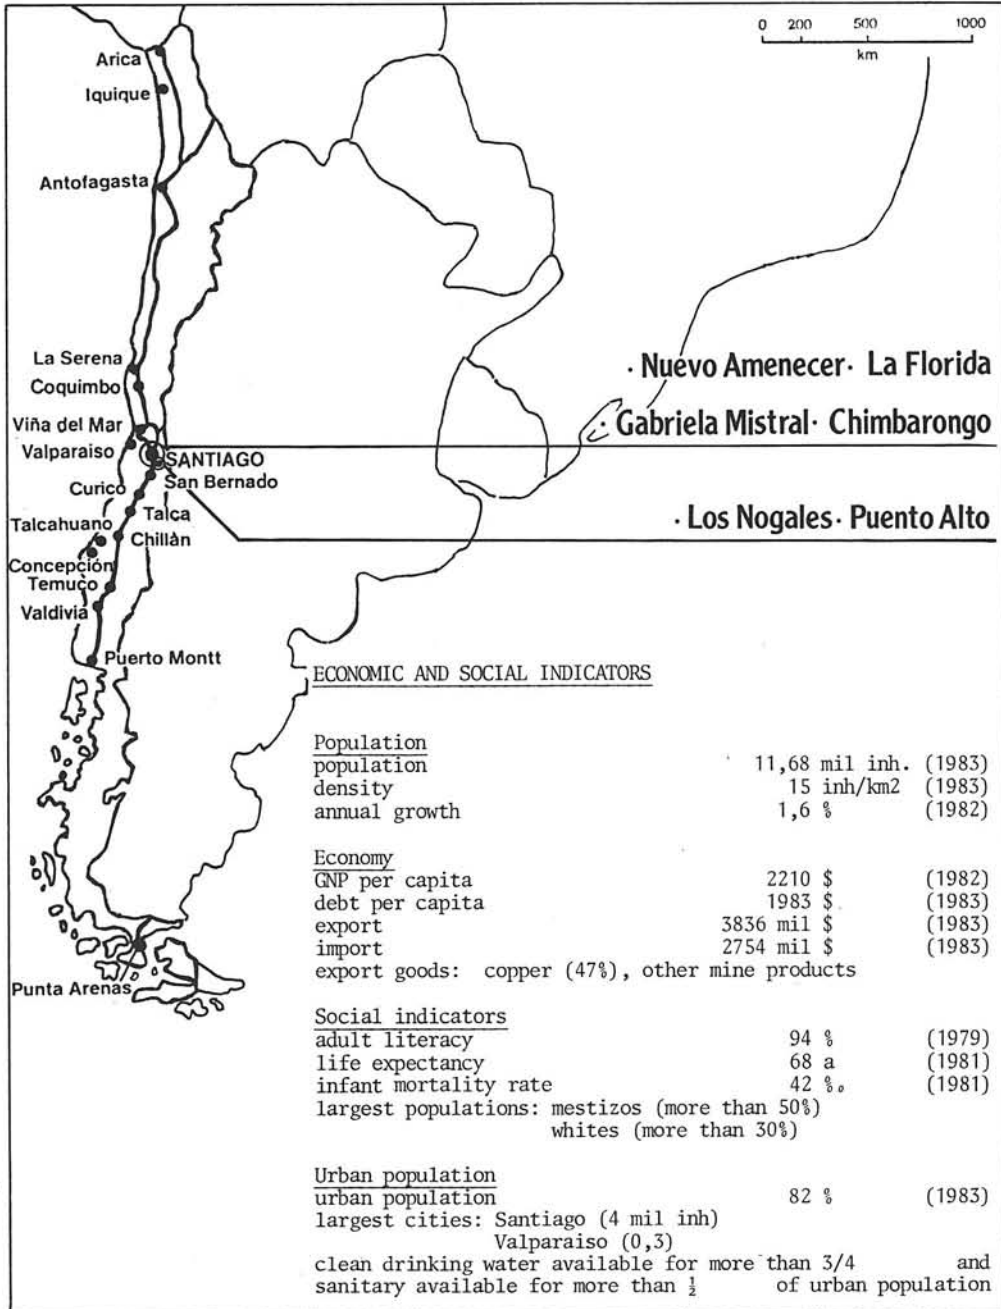 0 200 500 1000
km
Arica
Iquique
Antofagasta
La Serena
Coquimbo
Viña del Mar
Valparaiso
SANTIAGO
San Bernado
Curicó
Talca
Talcahuano
Chillàn
Concepción
Temuco
Valdivia
Puerto Montt
Punta Arenas
· Nuevo Amenecer · La Florida
· Gabriela Mistral · Chimbarongo
· Los Nogales · Puento Alto
ECONOMIC AND SOCIAL INDICATORS
Population
population 11,68 mil inh. (1983)
density 15 inh/km2 (1983)
annual growth 1,6 % (1982)
Economy
GNP per capita 2210 $ (1982)
debt per capita 1983 $ (1983)
export 3836 mil $ (1983)
import 2754 mil $ (1983)
export goods: copper (47%), other mine products
Social indicators
adult literacy 94 % (1979)
life expectancy 68 a (1981)
infant mortality rate 42 ‰ (1981)
largest populations: mestizos (more than 50%)
whites (more than 30%)
Urban population
urban population 82 % (1983)
largest cities: Santiago (4 mil inh)
Valparaiso (0,3)
clean drinking water available for more than 3/4 and
sanitary available for more than ½ of urban population